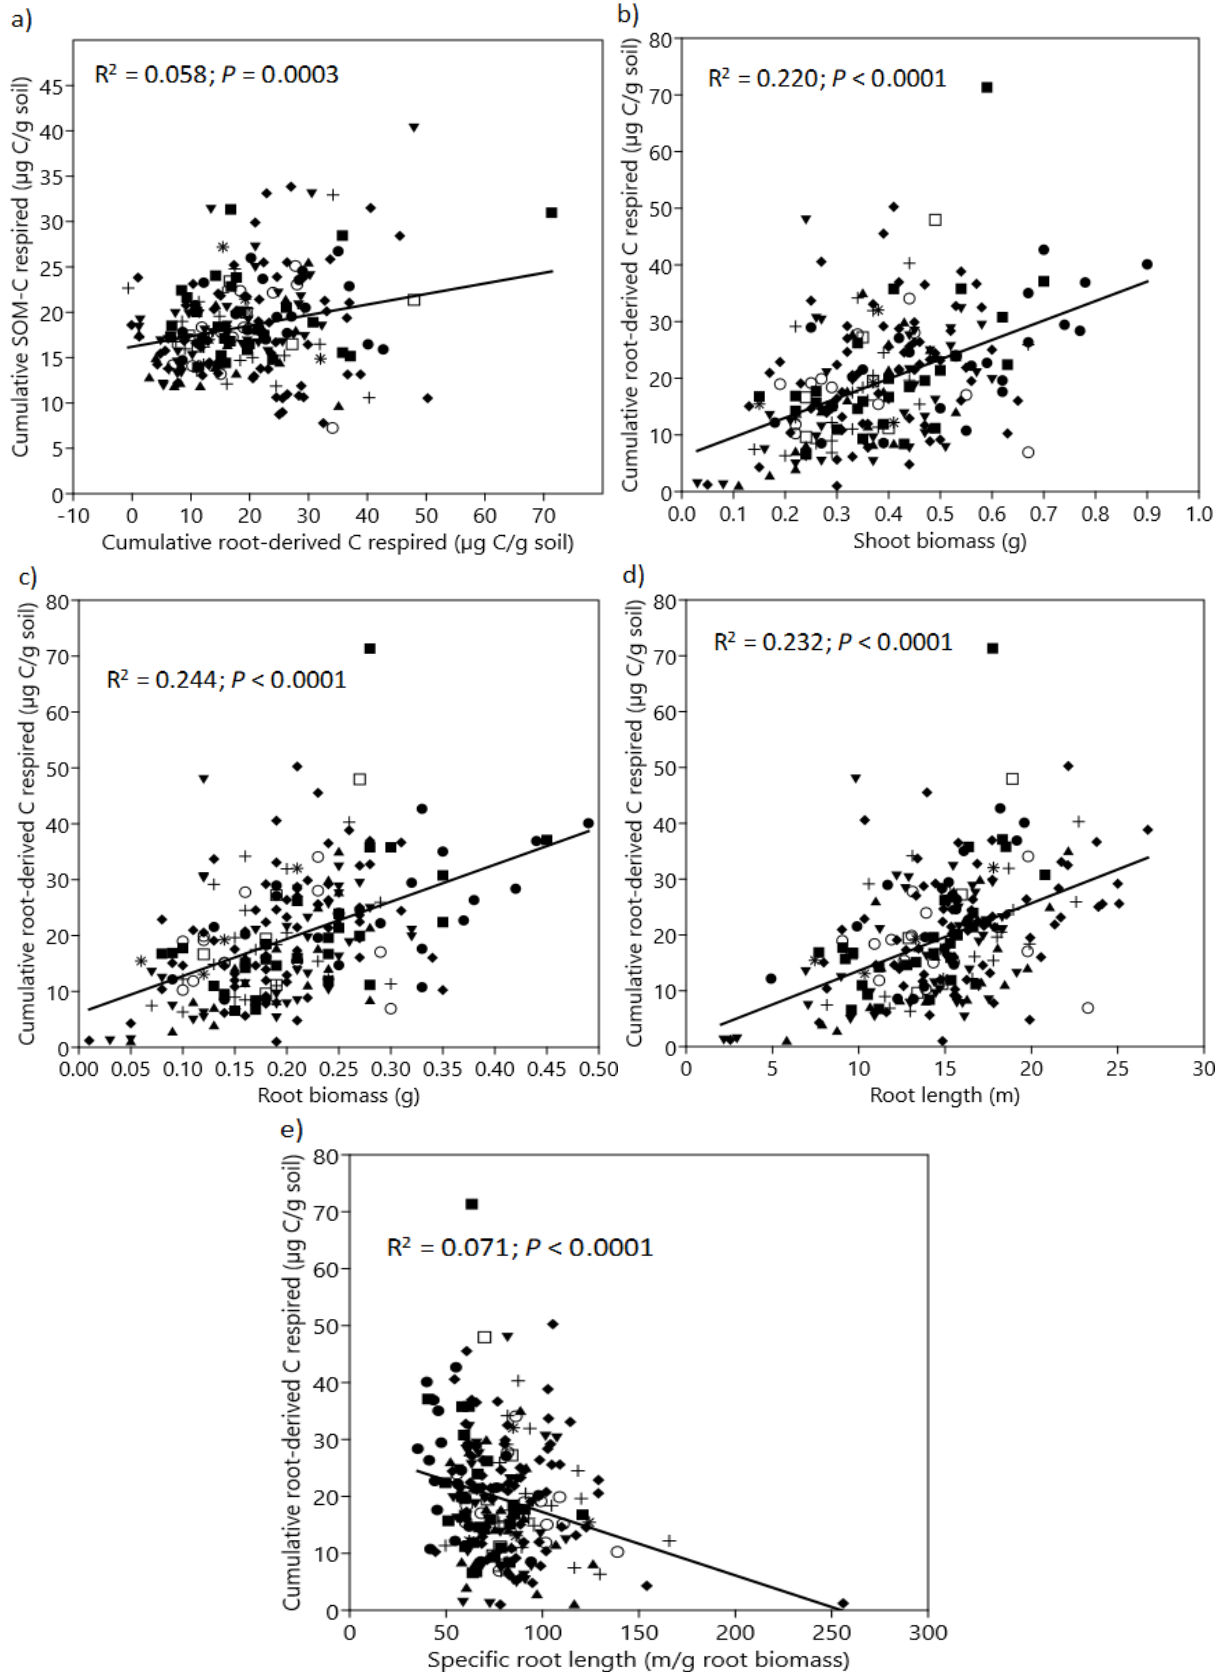 a)
R² = 0.058; P = 0.0003
Cumulative SOM-C respired (µg C/g soil)
45
40
35
30
25
20
15
10
5
0
-10 0 10 20 30 40 50 60 70
Cumulative root-derived C respired (µg C/g soil)
b)
R² = 0.220; P < 0.0001
Cumulative root-derived C respired (µg C/g soil)
80
70
60
50
40
30
20
10
0
0.0 0.1 0.2 0.3 0.4 0.5 0.6 0.7 0.8 0.9 1.0
Shoot biomass (g)
c)
R² = 0.244; P < 0.0001
Cumulative root-derived C respired (µg C/g soil)
80
70
60
50
40
30
20
10
0
0.00 0.05 0.10 0.15 0.20 0.25 0.30 0.35 0.40 0.45 0.50
Root biomass (g)
d)
R² = 0.232; P < 0.0001
Cumulative root-derived C respired (µg C/g soil)
80
70
60
50
40
30
20
10
0
0 5 10 15 20 25 30
Root length (m)
e)
R² = 0.071; P < 0.0001
Cumulative root-derived C respired (µg C/g soil)
80
70
60
50
40
30
20
10
0
0 50 100 150 200 250 300
Specific root length (m/g root biomass)